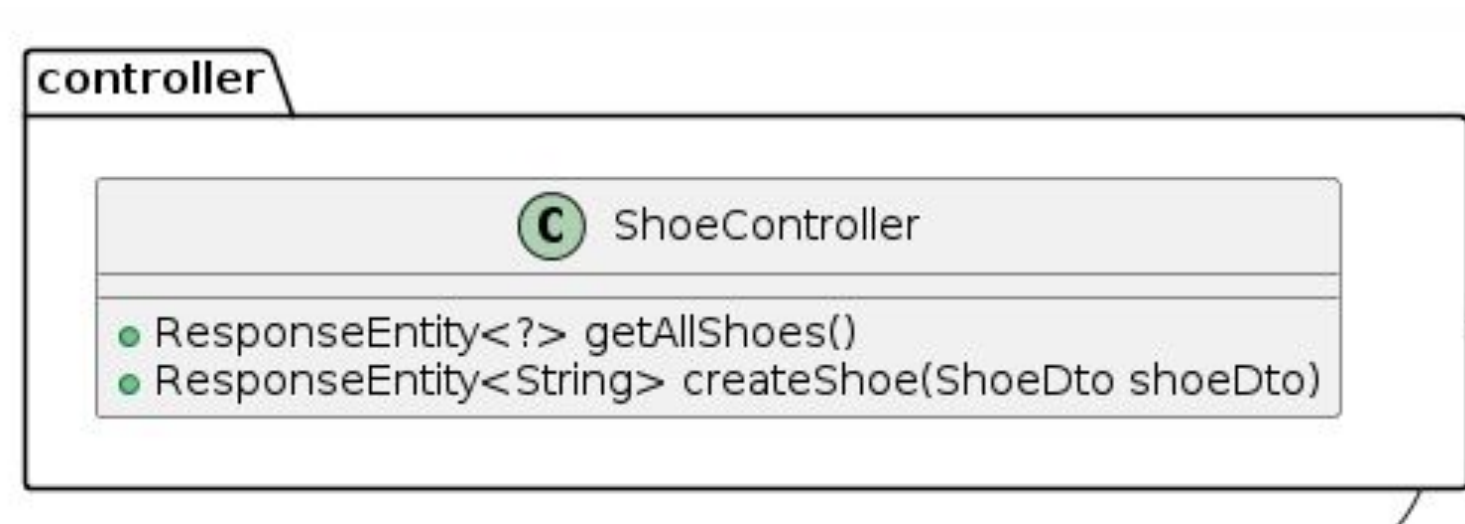 controller
C ShoeController
ResponseEntity<?> getAllShoes()
ResponseEntity<String> createShoe(ShoeDto shoeDto)